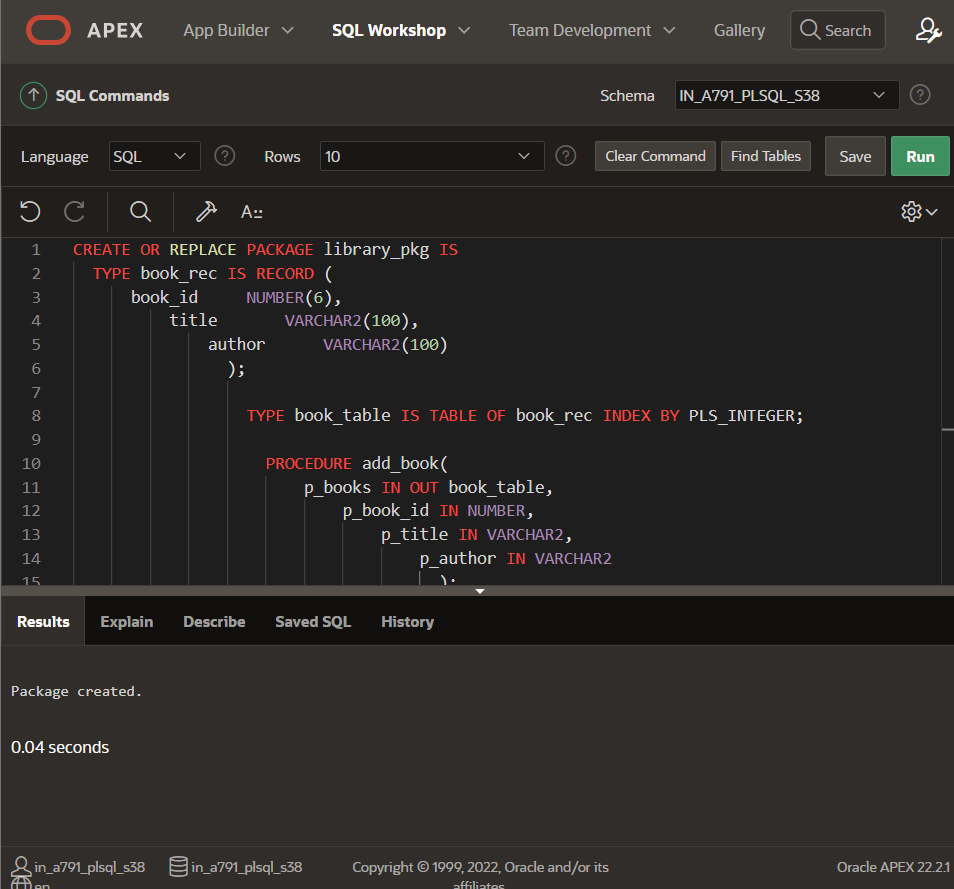 APEX App Builder SQL Workshop Team Development Gallery Search
SQL Commands Schema IN_A791_PLSQL_S38
Language SQL Rows 10 Clear Command Find Tables Save Run
A::
1 CREATE OR REPLACE PACKAGE library_pkg IS
2 TYPE book_rec IS RECORD (
3 book_id NUMBER(6),
4 title VARCHAR2(100),
5 author VARCHAR2(100)
6 );
7
8 TYPE book_table IS TABLE OF book_rec INDEX BY PLS_INTEGER;
9
10 PROCEDURE add_book(
11 p_books IN OUT book_table,
12 p_book_id IN NUMBER,
13 p_title IN VARCHAR2,
14 p_author IN VARCHAR2
15 );
Results Explain Describe Saved SQL History
Package created.
0.04 seconds
in_a791_plsql_s38 in_a791_plsql_s38 Copyright © 1999, 2022, Oracle and/or its Oracle APEX 22.2.1
en affiliates.